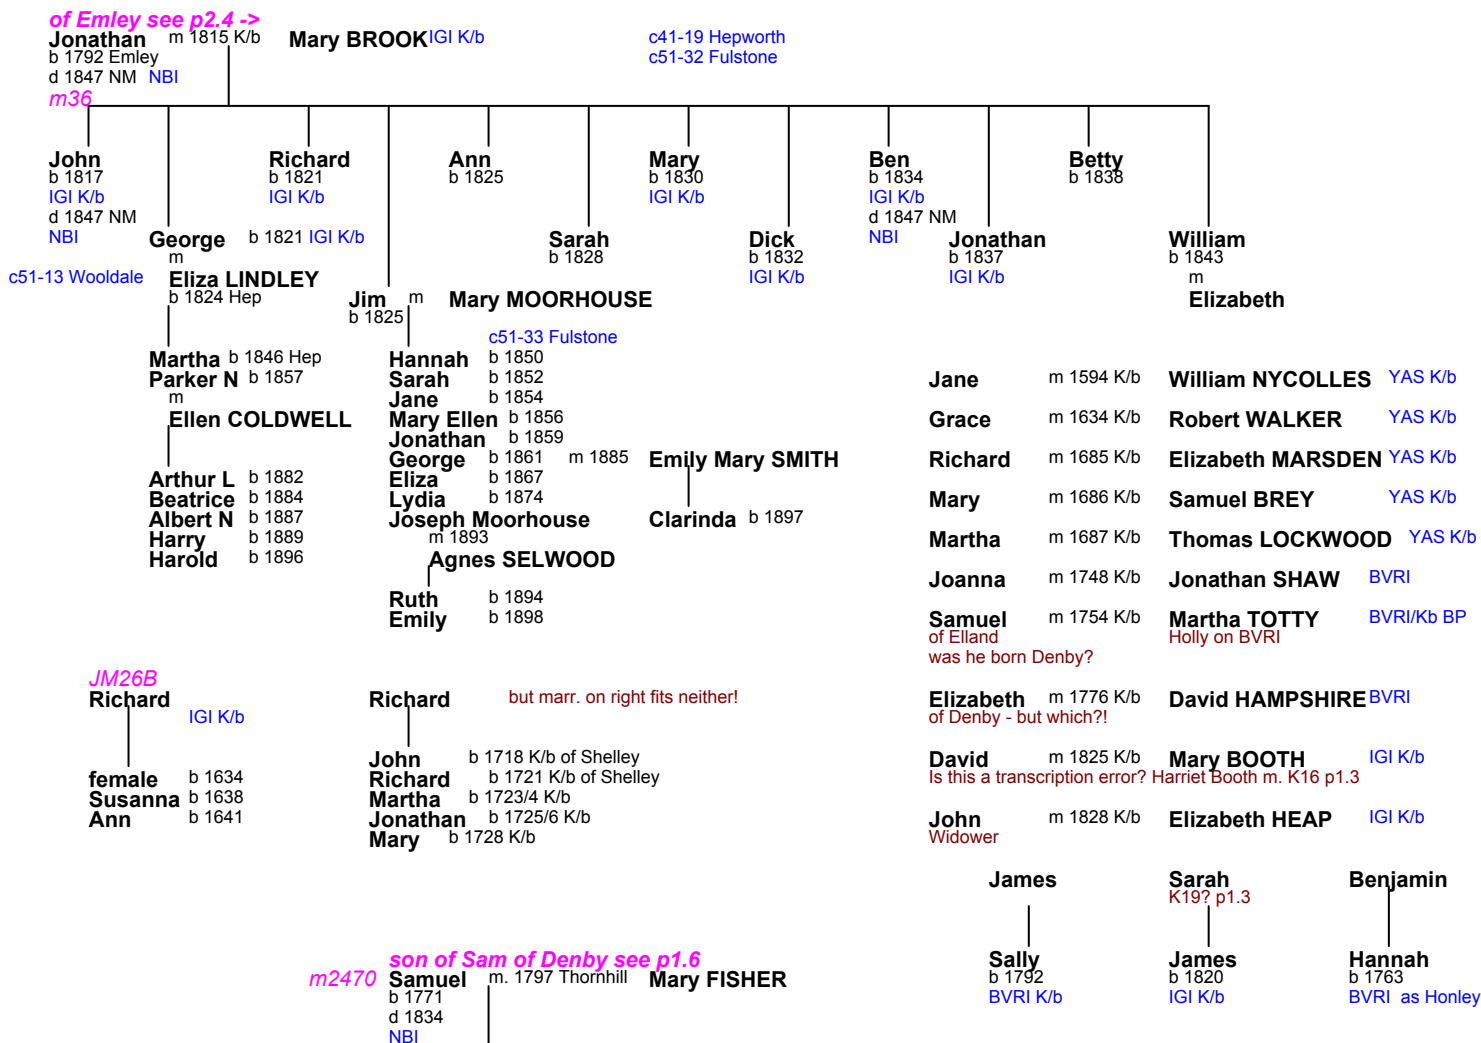 of Emley see p2.4 ->
Jonathan m 1815 K/b Mary BROOK IGI K/b c41-19 Hepworth
b 1792 Emley c51-32 Fulstone
d 1847 NM NBI
m36
John Richard Ann Mary Ben Betty
b 1817 b 1821 b 1825 b 1830 b 1834 b 1838
IGI K/b IGI K/b IGI K/b IGI K/b
d 1847 NM d 1847 NM
NBI George b 1821 IGI K/b Sarah Dick NBI Jonathan William
m b 1828 b 1832 b 1837 b 1843
c51-13 Wooldale Eliza LINDLEY IGI K/b IGI K/b m
b 1824 Hep Jim m Mary MOORHOUSE Elizabeth
b 1825
c51-33 Fulstone
Martha b 1846 Hep Hannah b 1850
Parker N b 1857 Sarah b 1852 Jane m 1594 K/b William NYCOLLES YAS K/b
m Jane b 1854
Ellen COLDWELL Mary Ellen b 1856 Grace m 1634 K/b Robert WALKER YAS K/b
Jonathan b 1859
George b 1861 m 1885 Emily Mary SMITH Richard m 1685 K/b Elizabeth MARSDEN YAS K/b
Arthur L b 1882 Eliza b 1867
Beatrice b 1884 Lydia b 1874 Mary m 1686 K/b Samuel BREY YAS K/b
Albert N b 1887 Joseph Moorhouse Clarinda b 1897
Harry b 1889 m 1893 Martha m 1687 K/b Thomas LOCKWOOD YAS K/b
Harold b 1896 Agnes SELWOOD
Joanna m 1748 K/b Jonathan SHAW BVRI
Ruth b 1894
Emily b 1898 Samuel m 1754 K/b Martha TOTTY BVRI/Kb BP
of Elland Holly on BVRI
was he born Denby?
JM26B
Richard Richard but marr. on right fits neither! Elizabeth m 1776 K/b David HAMPSHIRE BVRI
IGI K/b of Denby - but which?!
John b 1718 K/b of Shelley David m 1825 K/b Mary BOOTH IGI K/b
female b 1634 Richard b 1721 K/b of Shelley Is this a transcription error? Harriet Booth m. K16 p1.3
Susanna b 1638 Martha b 1723/4 K/b
Ann b 1641 Jonathan b 1725/6 K/b John m 1828 K/b Elizabeth HEAP IGI K/b
Mary b 1728 K/b Widower
James Sarah Benjamin
K19? p1.3
son of Sam of Denby see p1.6 Sally James Hannah
m2470 Samuel m. 1797 Thornhill Mary FISHER b 1792 b 1820 b 1763
b 1771 BVRI K/b IGI K/b BVRI as Honley
d 1834
NBI